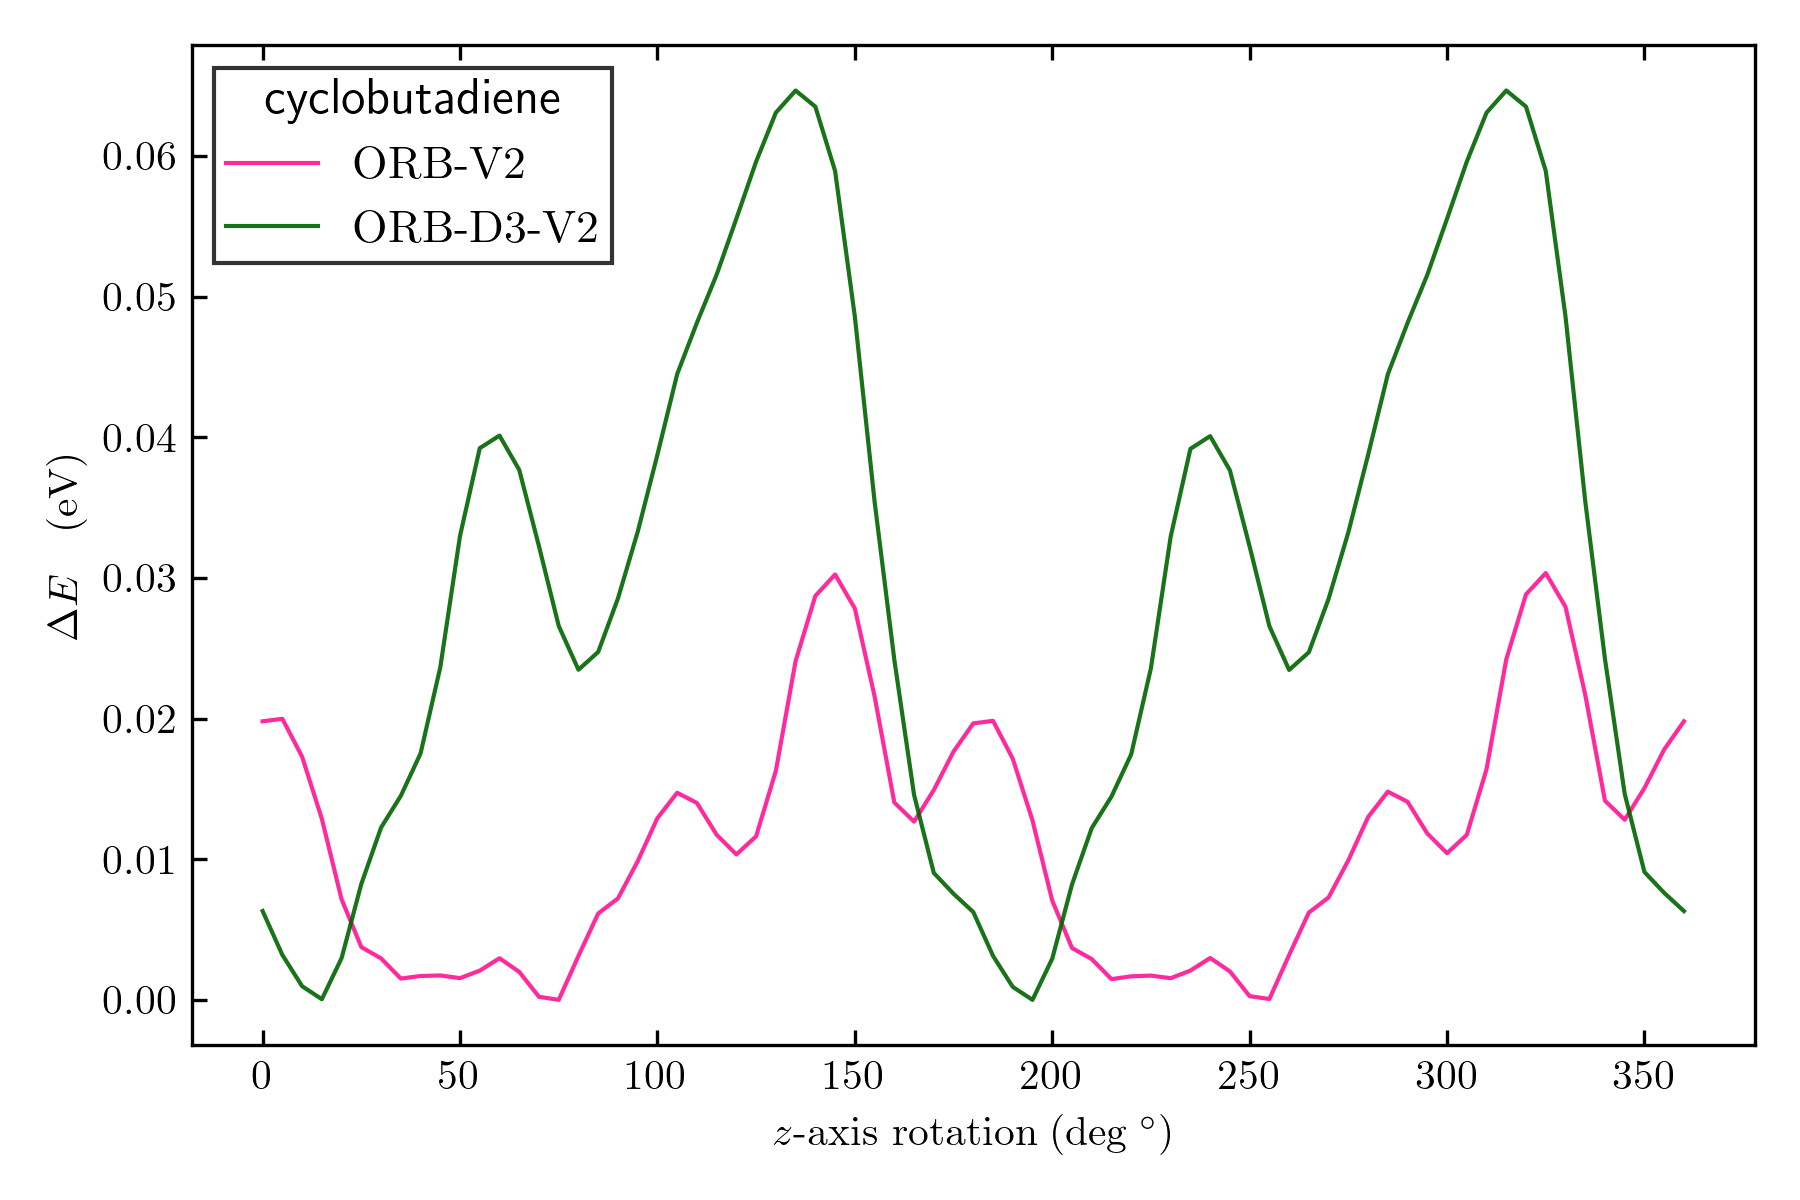 cyclobutadiene
ORB-V2
ORB-D3-V2
0.06
0.05
0.04
0.03
0.02
0.01
0.00
ΔE (eV)
0 50 100 150 200 250 300 350
z-axis rotation (deg °)